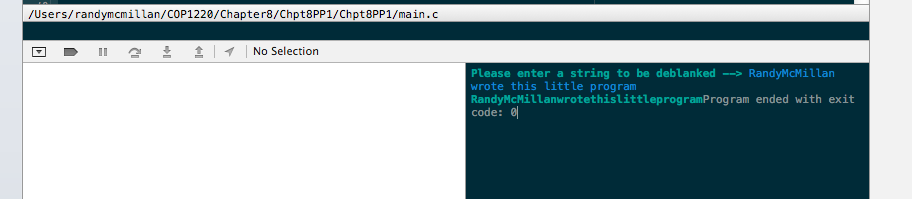 /Users/randymcmillan/COP1220/Chapter8/Chpt8PP1/Chpt8PP1/main.c
No Selection
Please enter a string to be deblanked --> RandyMcMillan
wrote this little program
RandyMcMillanwrotethislittleprogramProgram ended with exit
code: 0